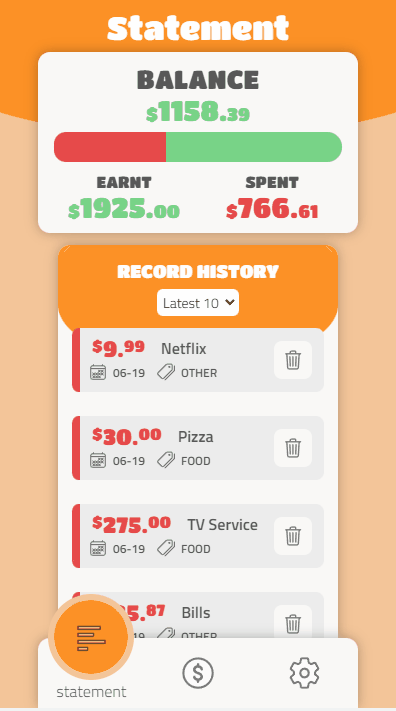 Statement
BALANCE
$1158.39
EARNT SPENT
$1925.00 $766.61
RECORD HISTORY
Latest 10
$9.99 Netflix
06-19 OTHER
$30.00 Pizza
06-19 FOOD
$275.00 TV Service
06-19 FOOD
5.87 Bills
06-19 OTHER
statement